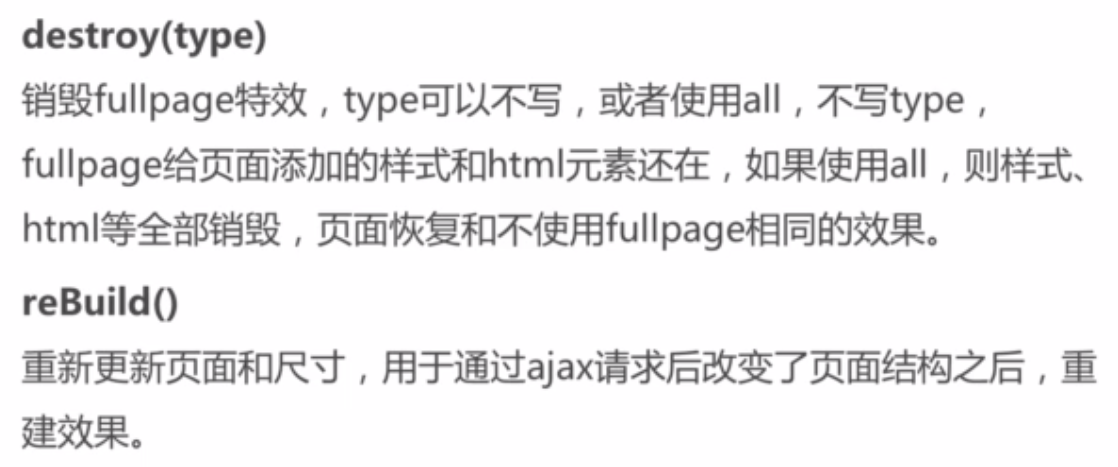 destroy(type)
销毁fullpage特效，type可以不写，或者使用all，不写type，
fullpage给页面添加的样式和html元素还在，如果使用all，则样式、
html等全部销毁，页面恢复和不使用fullpage相同的效果。
reBuild()
重新更新页面和尺寸，用于通过ajax请求后改变了页面结构之后，重
建效果。